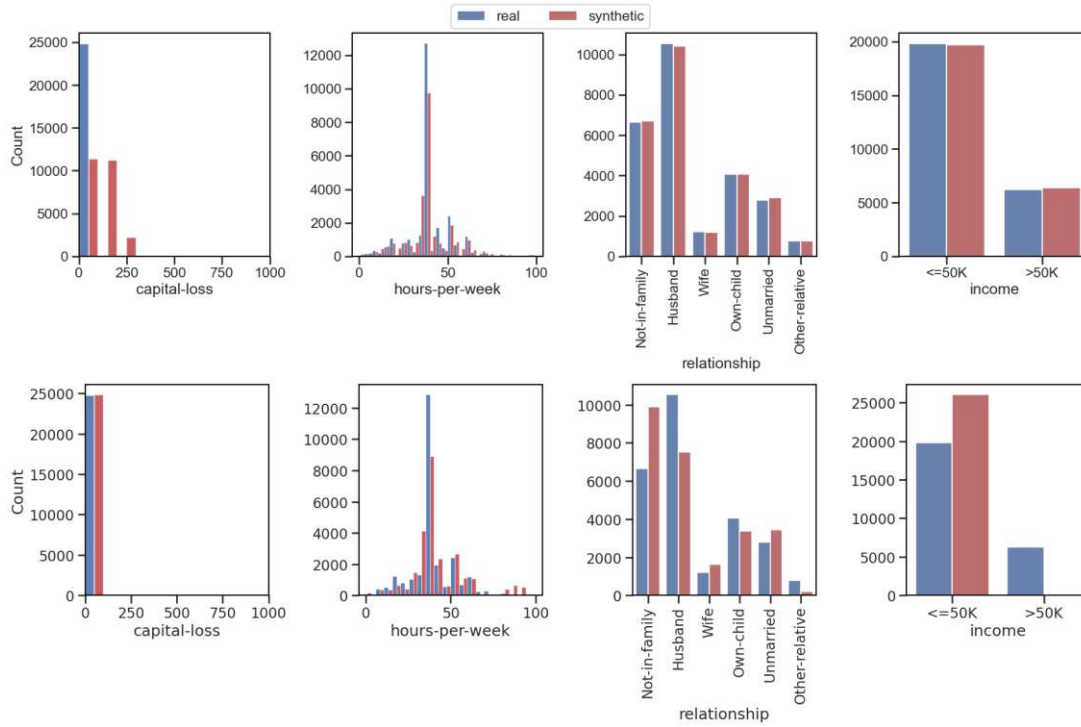 real synthetic
25000
20000
15000
10000
5000
0
Count
0 250 500 750 1000
capital-loss
12000
10000
8000
6000
4000
2000
0
0 50 100
hours-per-week
10000
8000
6000
4000
2000
0
Not-in-family
Husband
Wife
Own-child
Unmarried
Other-relative
relationship
20000
15000
10000
5000
0
<=50K >50K
income
25000
20000
15000
10000
5000
0
Count
0 250 500 750 1000
capital-loss
12000
10000
8000
6000
4000
2000
0
0 50 100
hours-per-week
10000
8000
6000
4000
2000
0
Not-in-family
Husband
Wife
Own-child
Unmarried
Other-relative
relationship
25000
20000
15000
10000
5000
0
<=50K >50K
income